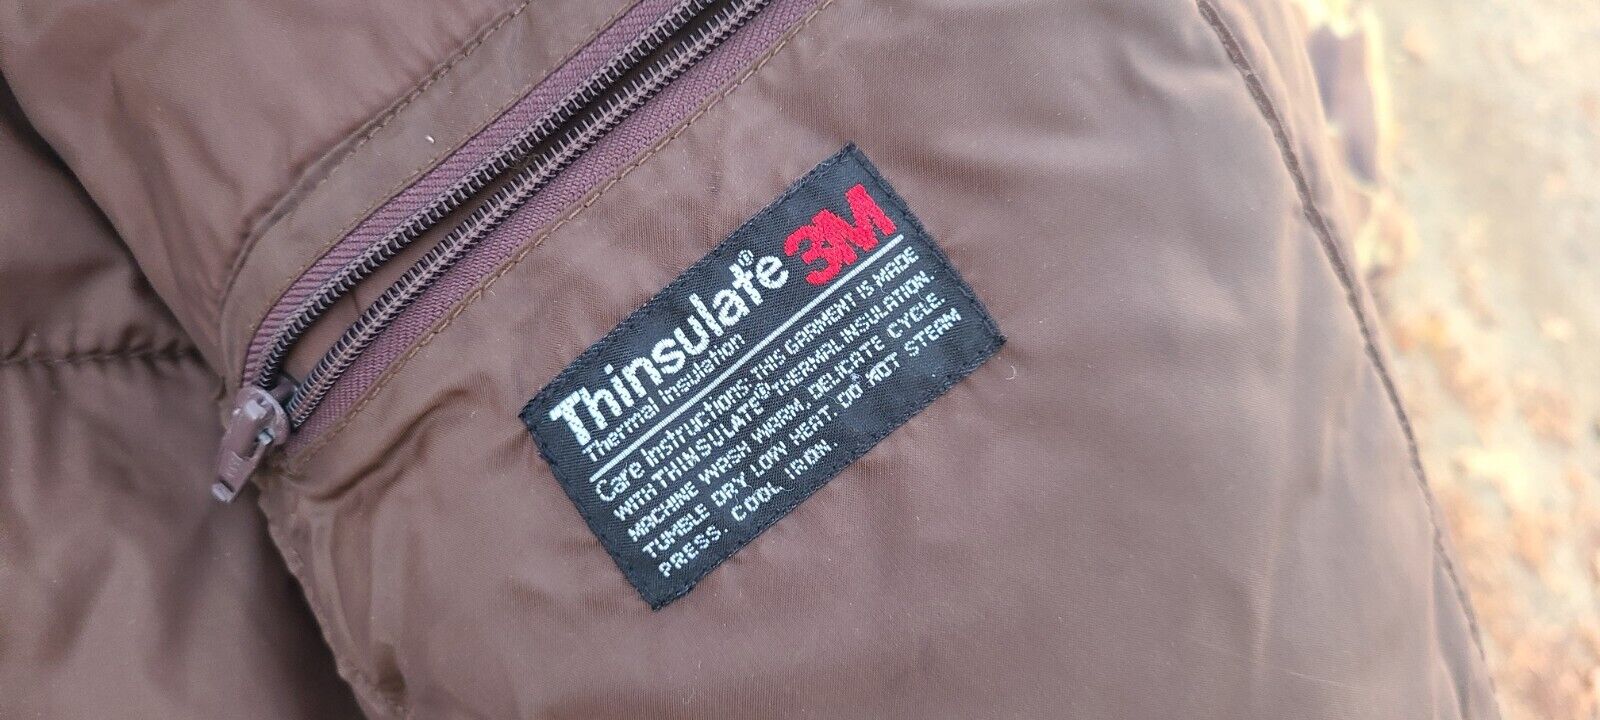 Thinsulate® 3M
Thermal Insulation
Care Instructions: THIS GARMENT IS MADE
WITH THINSULATE® THERMAL INSULATION.
MACHINE WASH WARM, DELICATE CYCLE.
TUMBLE DRY LOW HEAT. DO NOT STEAM
PRESS. COOL IRON.